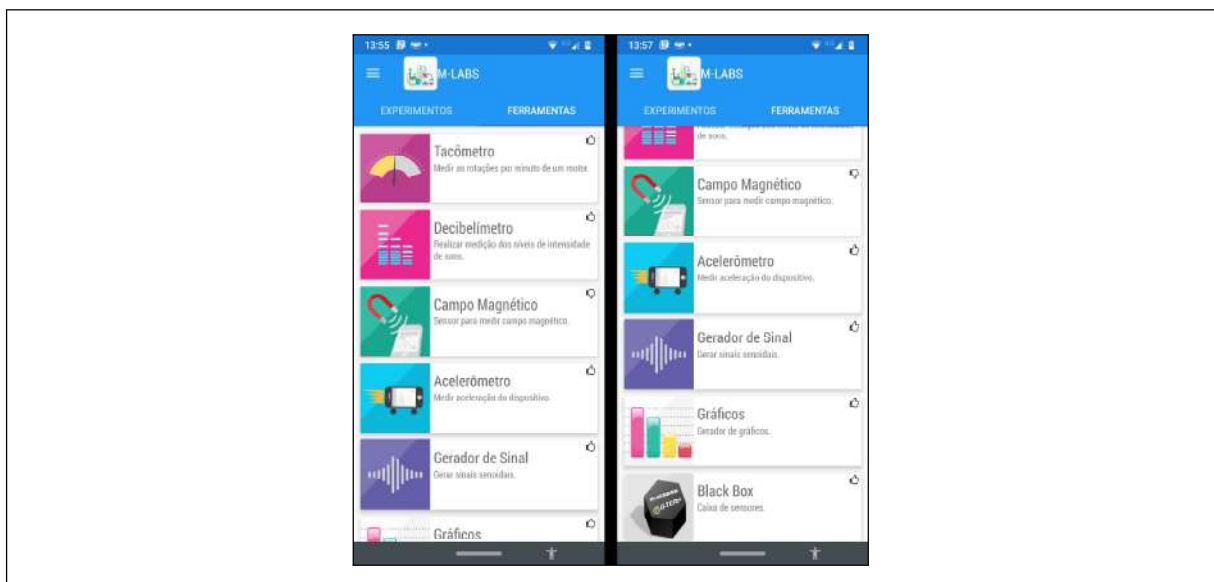 13:55
M-LABS
EXPERIMENTOS FERRAMENTAS
Tacômetro
Medir as rotações por minuto de um motor.
Decibelímetro
Realizar medição dos níveis de intensidade
de sons.
Campo Magnético
Sensor para medir campo magnético.
Acelerômetro
Medir aceleração do dispositivo.
Gerador de Sinal
Gerar sinais senoidais.
Gráficos
13:57
M-LABS
EXPERIMENTOS FERRAMENTAS
de sons.
Campo Magnético
Sensor para medir campo magnético.
Acelerômetro
Medir aceleração do dispositivo.
Gerador de Sinal
Gerar sinais senoidais.
Gráficos
Gerador de gráficos.
Black Box
Caixa de sensores.